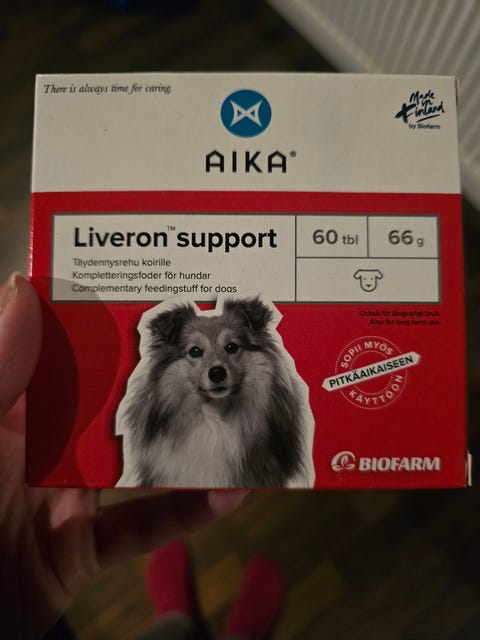 There is always time for caring.
Made
in
Finland
by Biofarm
AIKA®
Liveron™ support
60 tbl
66 g
Täydennysrehu koirille
Kompletteringsfoder för hundar
Complementary feedingstuff for dogs
Också för långvarigt bruk
Also for long-term use
SOPII MYÖS
PITKÄAIKAISEEN
KÄYTTÖÖN
BIOFARM